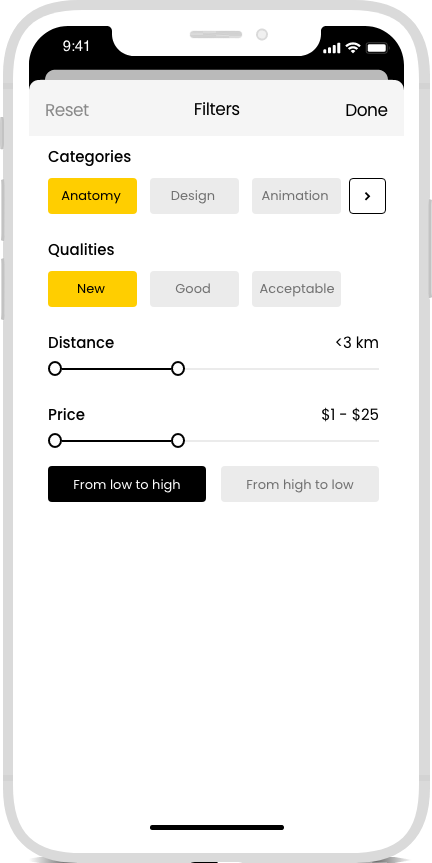 9:41
Reset Filters Done
Categories
Anatomy Design Animation
Qualities
New Good Acceptable
Distance <3 km
Price $1 - $25
From low to high From high to low